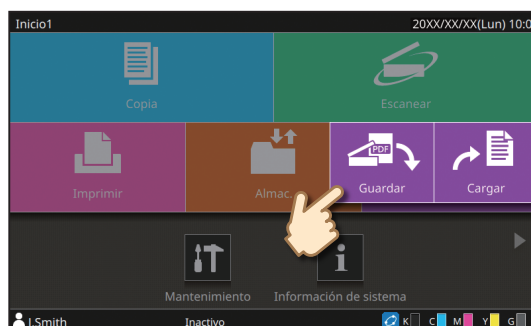 Inicio1 20XX/XX/XX(Lun) 10:0
Copia Escanear
PDF
Imprimir Almac. Guardar Cargar
Mantenimiento Información de sistema
J.Smith Inactivo K C M Y G